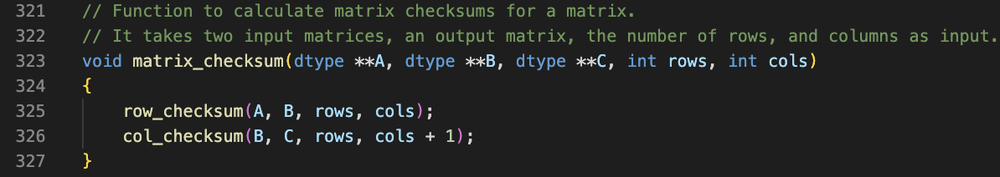 321 // Function to calculate matrix checksums for a matrix.
322 // It takes two input matrices, an output matrix, the number of rows, and columns as input.
323 void matrix_checksum(dtype **A, dtype **B, dtype **C, int rows, int cols)
324 {
325     row_checksum(A, B, rows, cols);
326     col_checksum(B, C, rows, cols + 1);
327 }